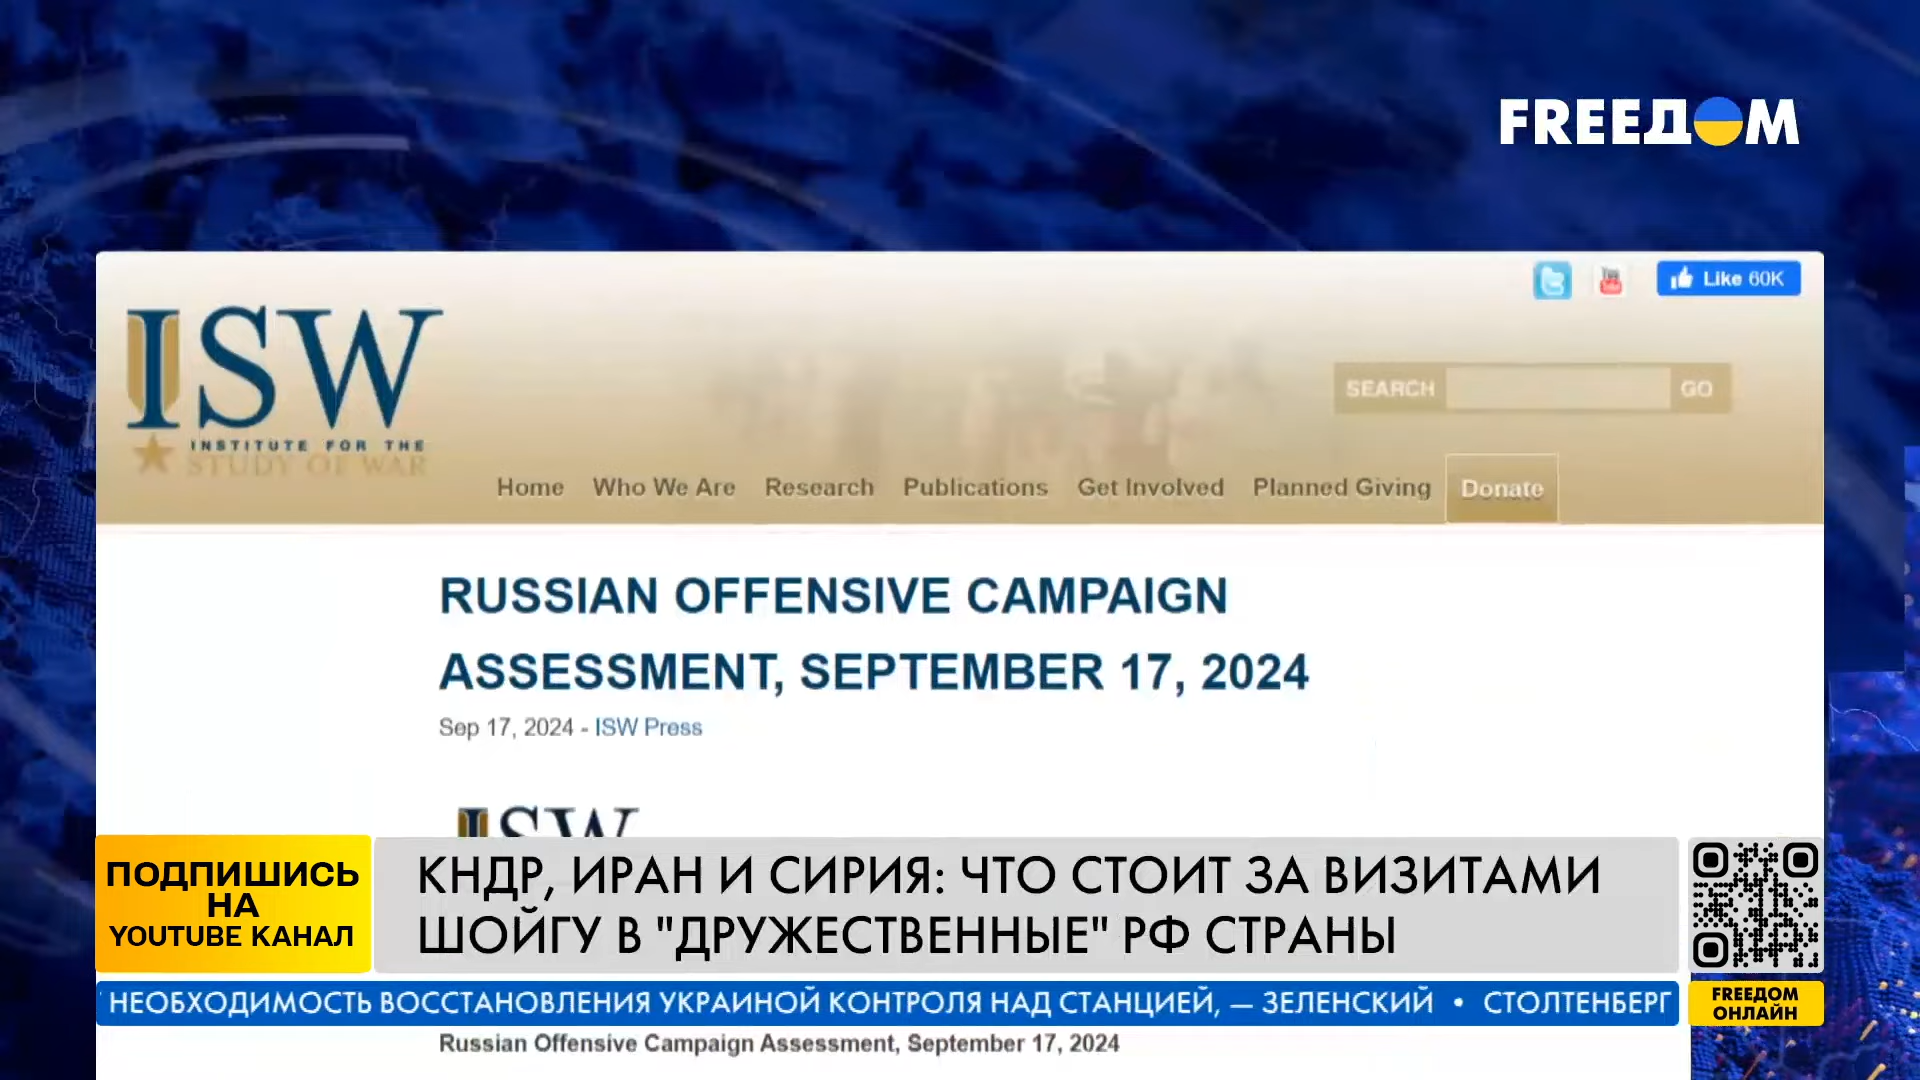 FREEДOM
Like 60K
ISW
INSTITUTE FOR THE
STUDY OF WAR
SEARCH GO
Home Who We Are Research Publications Get Involved Planned Giving Donate
RUSSIAN OFFENSIVE CAMPAIGN
ASSESSMENT, SEPTEMBER 17, 2024
Sep 17, 2024 - ISW Press
ISW
ПОДПИШИСЬ
НА
YOUTUBE КАНАЛ
КНДР, ИРАН И СИРИЯ: ЧТО СТОИТ ЗА ВИЗИТАМИ
ШОЙГУ В "ДРУЖЕСТВЕННЫЕ" РФ СТРАНЫ
НЕОБХОДИМОСТЬ ВОССТАНОВЛЕНИЯ УКРАИНОЙ КОНТРОЛЯ НАД СТАНЦИЕЙ, — ЗЕЛЕНСКИЙ • СТОЛТЕНБЕРГ
FREEДOM
ОНЛАЙН
Russian Offensive Campaign Assessment, September 17, 2024